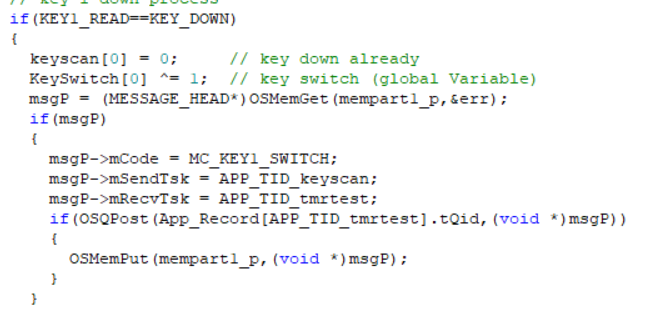 // key 1 down process
if(KEY1_READ==KEY_DOWN)
{
keyscan[0] = 0; // key down already
KeySwitch[0] ^= 1; // key switch (global Variable)
msgP = (MESSAGE_HEAD*)OSMemGet(mempart1_p,&err);
if(msgP)
{
msgP->mCode = MC_KEY1_SWITCH;
msgP->mSendTsk = APP_TID_keyscan;
msgP->mRecvTsk = APP_TID_tmrtest;
if(OSQPost(App_Record[APP_TID_tmrtest].tQid,(void *)msgP))
{
OSMemPut(mempart1_p,(void *)msgP);
}
}